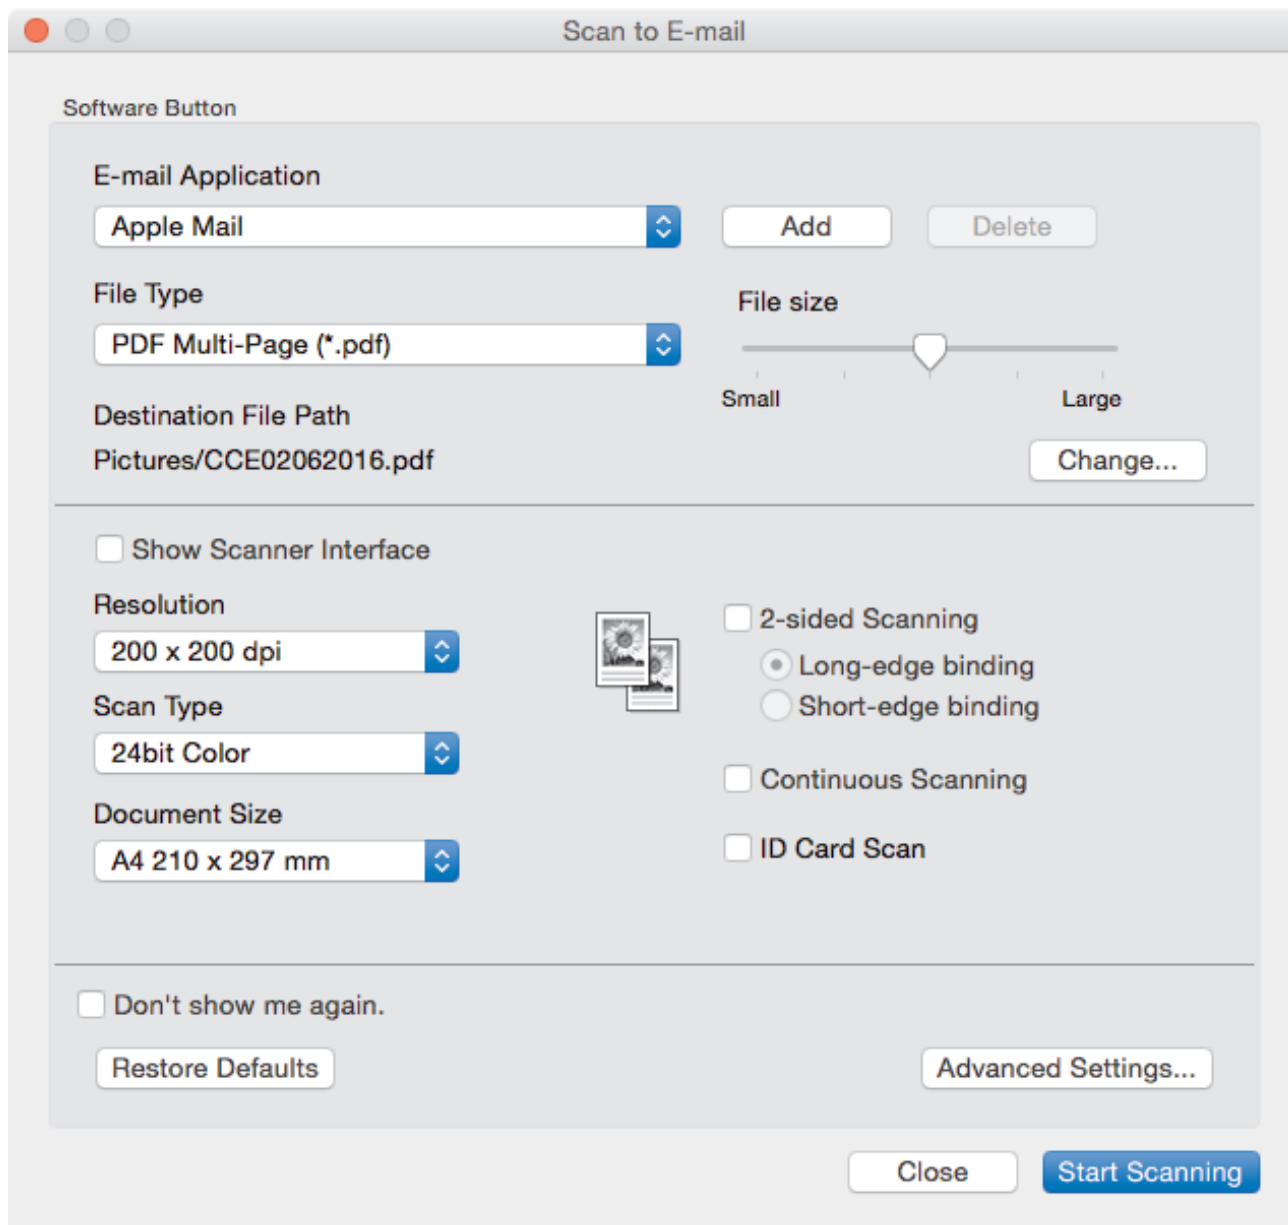 Scan to E-mail
Software Button
E-mail Application
Apple Mail
Add
Delete
File Type
PDF Multi-Page (*.pdf)
File size
Small
Large
Destination File Path
Pictures/CCE02062016.pdf
Change...
Show Scanner Interface
Resolution
200 x 200 dpi
Scan Type
24bit Color
Document Size
A4 210 x 297 mm
2-sided Scanning
Long-edge binding
Short-edge binding
Continuous Scanning
ID Card Scan
Don't show me again.
Restore Defaults
Advanced Settings...
Close
Start Scanning